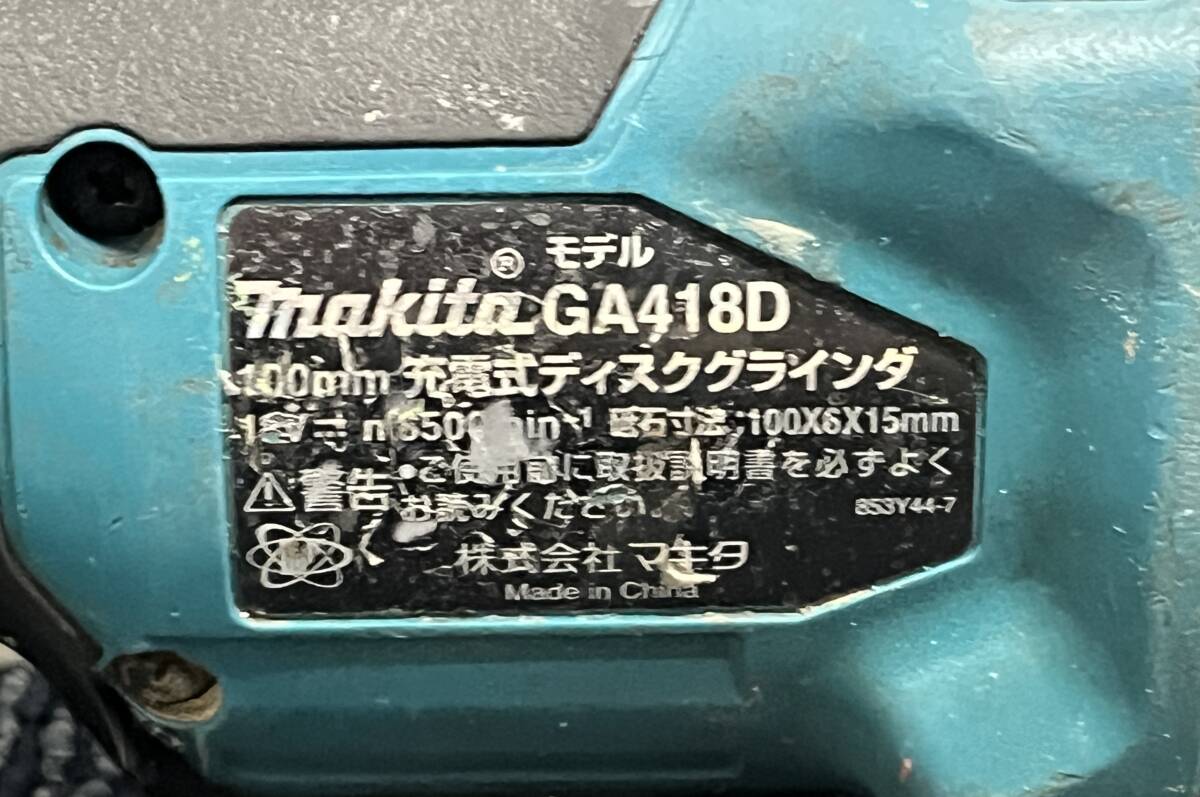 モデル
® makita GA418D
100mm 充電式ディスクグラインダ
18V⎓ n 8500min⁻¹ 砥石寸法:100X6X15mm
⚠警告 •ご使用前に取扱説明書を必ずよく
お読みください。 853Y44-7
株式会社 マキタ
Made in China